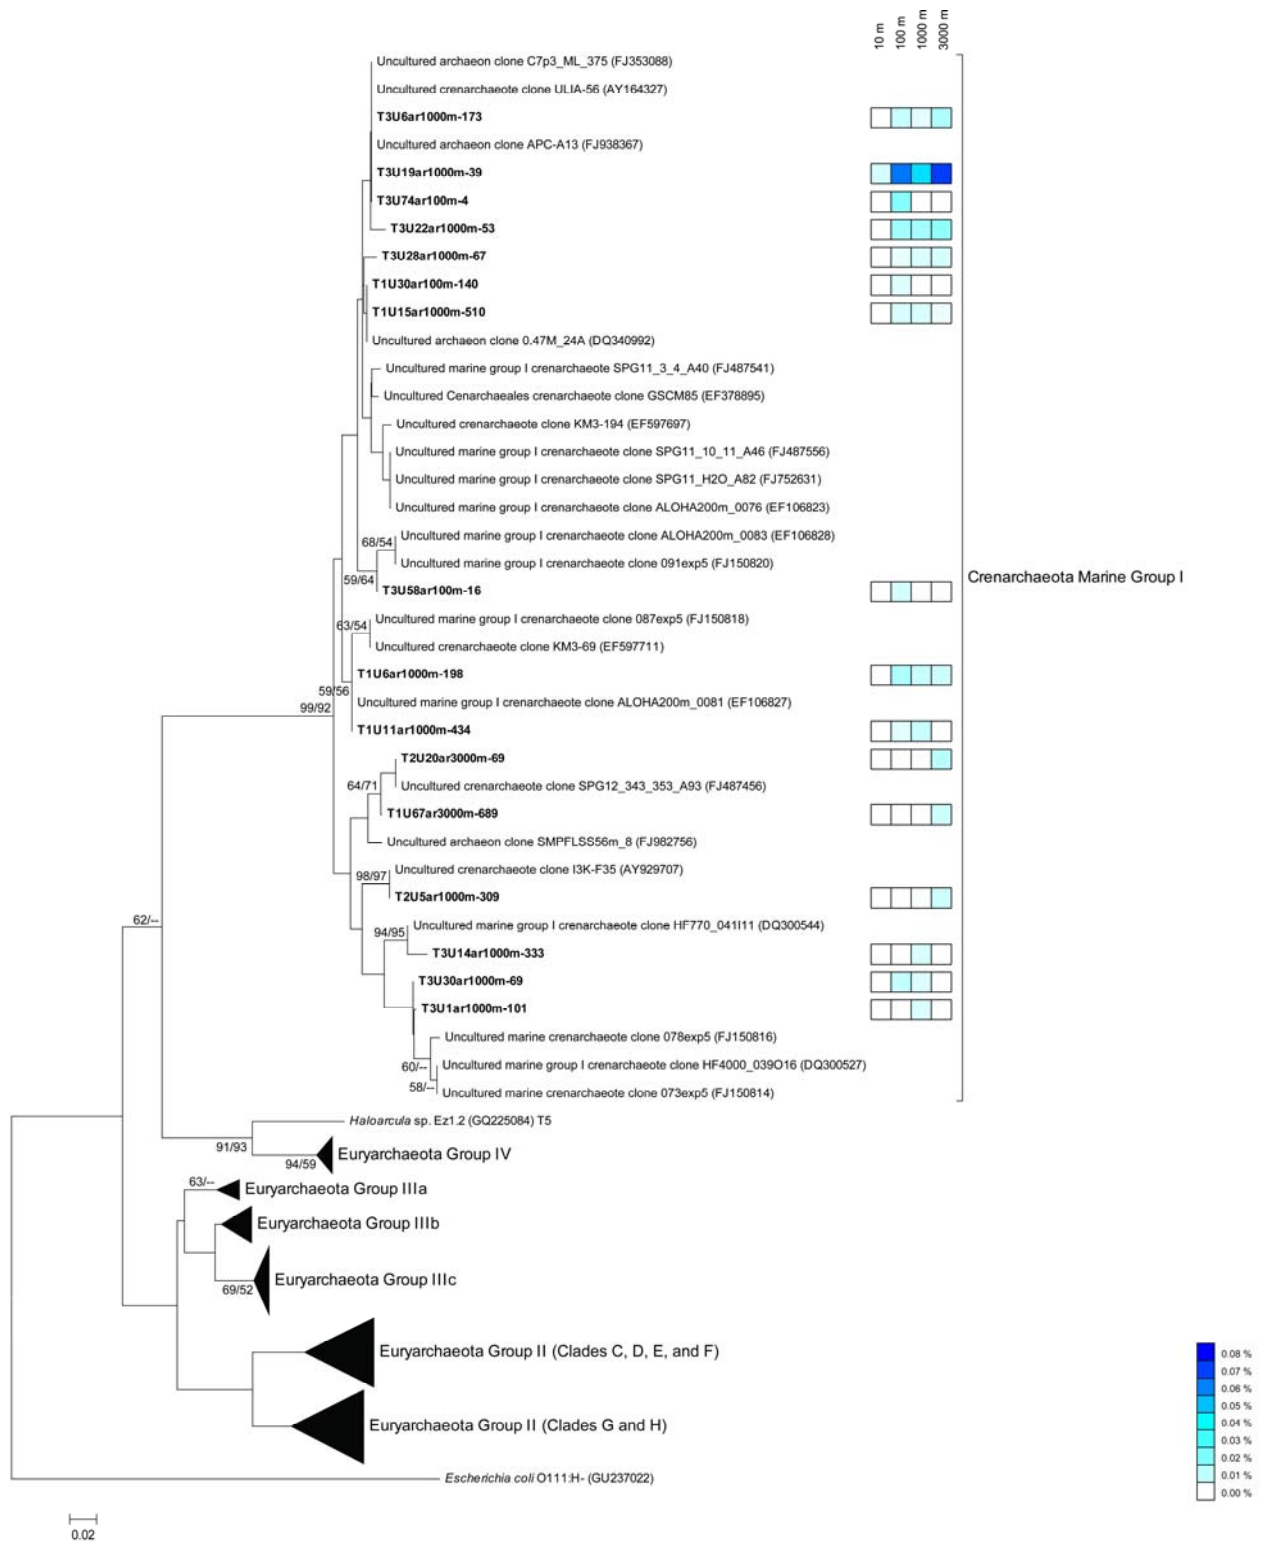 10 m
100 m
1000 m
3000 m
Uncultured archaeon clone C7p3_ML_375 (FJ353088)
Uncultured crenarchaeote clone ULIA-56 (AY164327)
T3U6ar1000m-173
Uncultured archaeon clone APC-A13 (FJ938367)
T3U19ar1000m-39
T3U74ar100m-4
T3U22ar1000m-53
T3U28ar1000m-67
T1U30ar100m-140
T1U15ar1000m-510
Uncultured archaeon clone 0.47M_24A (DQ340992)
Uncultured marine group I crenarchaeote SPG11_3_4_A40 (FJ487541)
Uncultured Cenarchaeales crenarchaeote clone GSCM85 (EF378895)
Uncultured crenarchaeote clone KM3-194 (EF597697)
Uncultured marine group I crenarchaeote clone SPG11_10_11_A46 (FJ487556)
Uncultured marine group I crenarchaeote clone SPG11_H2O_A82 (FJ752631)
Uncultured marine group I crenarchaeote clone ALOHA200m_0076 (EF106823)
Uncultured marine group I crenarchaeote clone ALOHA200m_0083 (EF106828)
68/54
Uncultured marine group I crenarchaeote clone 091exp5 (FJ150820)
Crenarchaeota Marine Group I
59/64
T3U58ar100m-16
Uncultured marine group I crenarchaeote clone 087exp5 (FJ150818)
63/54
Uncultured crenarchaeote clone KM3-69 (EF597711)
T1U6ar1000m-198
59/56
Uncultured marine group I crenarchaeote clone ALOHA200m_0081 (EF106827)
99/92
T1U11ar1000m-434
T2U20ar3000m-69
64/71
Uncultured crenarchaeote clone SPG12_343_353_A93 (FJ487456)
T1U67ar3000m-689
Uncultured archaeon clone SMPFLSS56m_8 (FJ982756)
Uncultured crenarchaeote clone I3K-F35 (AY929707)
98/97
T2U5ar1000m-309
62/--
Uncultured marine group I crenarchaeote clone HF770_041I11 (DQ300544)
94/95
T3U14ar1000m-333
T3U30ar1000m-69
T3U1ar1000m-101
Uncultured marine crenarchaeote clone 078exp5 (FJ150816)
60/--
Uncultured marine group I crenarchaeote clone HF4000_039O16 (DQ300527)
58/--
Uncultured marine crenarchaeote clone 073exp5 (FJ150814)
Haloarcula sp. Ez1.2 (GQ225084) T5
91/93
Euryarchaeota Group IV
94/59
63/--
Euryarchaeota Group IIIa
Euryarchaeota Group IIIb
Euryarchaeota Group IIIc
69/52
Euryarchaeota Group II (Clades C, D, E, and F)
Euryarchaeota Group II (Clades G and H)
Escherichia coli O111:H- (GU237022)
0.02
0.08 %
0.07 %
0.06 %
0.05 %
0.04 %
0.03 %
0.02 %
0.01 %
0.00 %